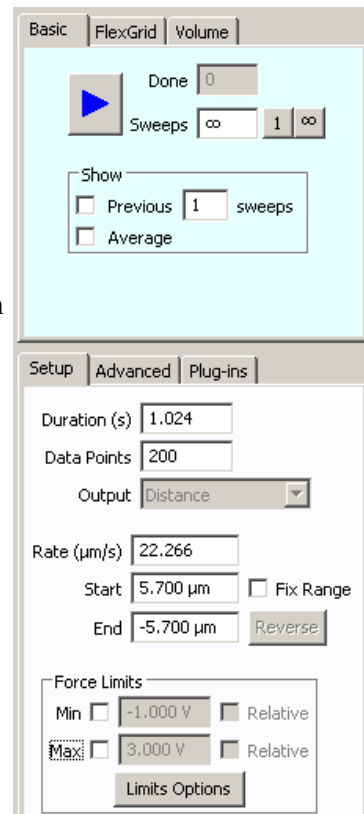 Basic FlexGrid Volume
Done 0
Sweeps ∞ 1 ∞
Show
Previous 1 sweeps
Average
n
Setup Advanced Plug-ins
Duration (s) 1.024
Data Points 200
Output Distance
Rate (µm/s) 22.266
Start 5.700 µm Fix Range
End -5.700 µm Reverse
Force Limits
Min -1.000 V Relative
Max 3.000 V Relative
Limits Options